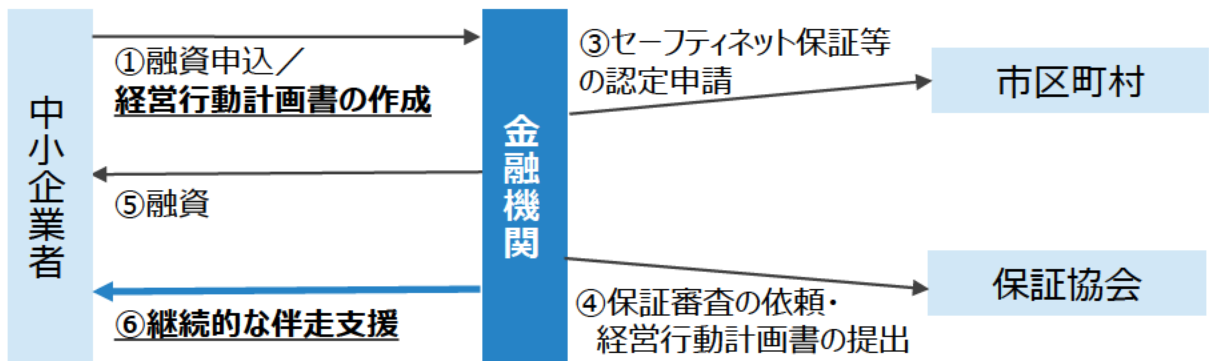 中小企業者
①融資申込／
経営行動計画書の作成
⑤融資
⑥継続的な伴走支援
金融機関
③セーフティネット保証等
の認定申請
④保証審査の依頼・
経営行動計画書の提出
市区町村
保証協会